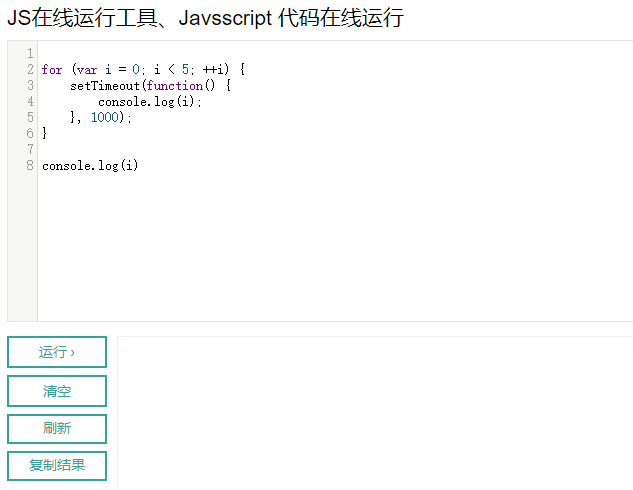 JS在线运行工具、Javsscript 代码在线运行
1
2 for (var i = 0; i < 5; ++i) {
3     setTimeout(function() {
4         console.log(i);
5     }, 1000);
6 }
7
8 console.log(i)
运行 ›
清空
刷新
复制结果